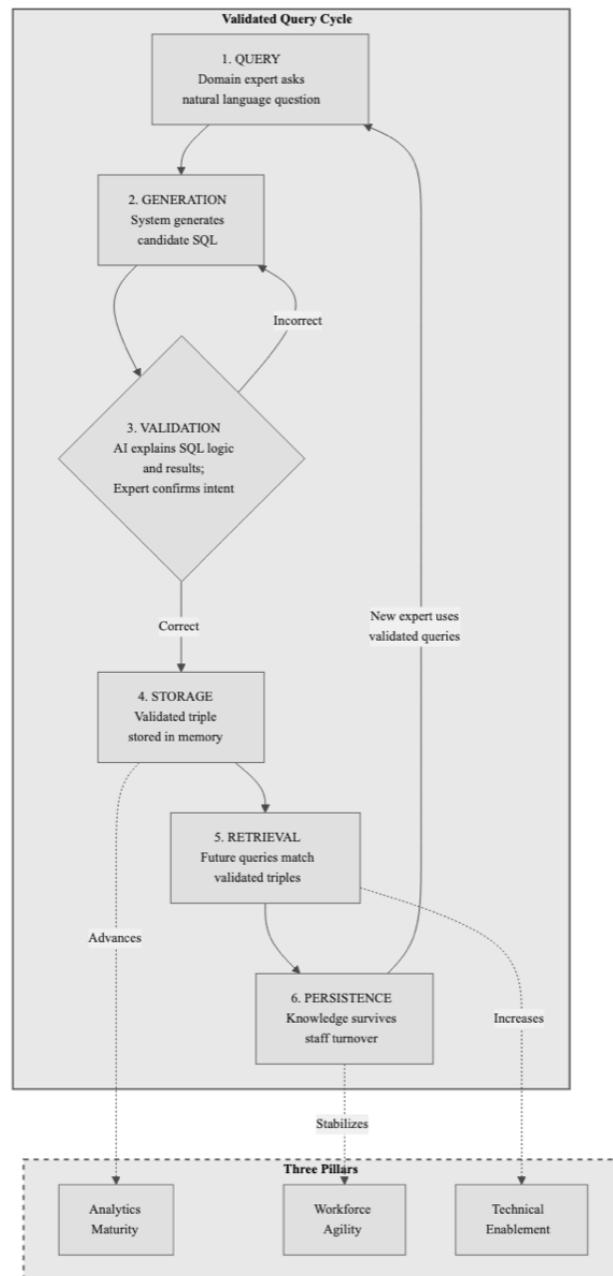 Validated Query Cycle
1. QUERY
Domain expert asks
natural language question
2. GENERATION
System generates
candidate SQL
Incorrect
3. VALIDATION
AI explains SQL logic
and results;
Expert confirms intent
New expert uses
validated queries
Correct
4. STORAGE
Validated triple
stored in memory
5. RETRIEVAL
Future queries match
validated triples
Advances
6. PERSISTENCE
Knowledge survives
staff turnover
Increases
Stabilizes
Three Pillars
Analytics
Maturity
Workforce
Agility
Technical
Enablement